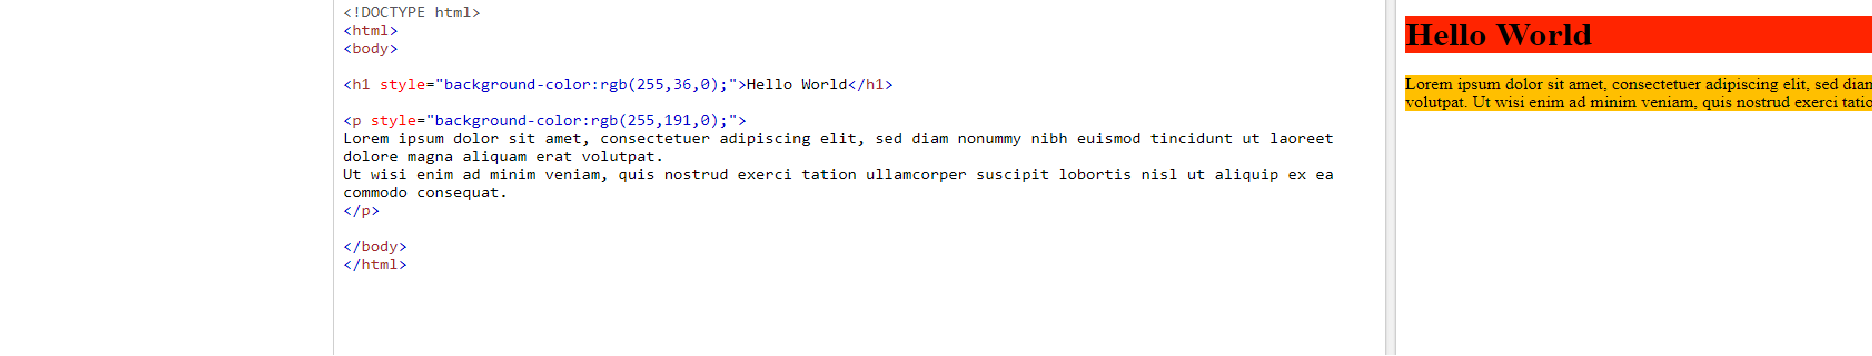 <!DOCTYPE html>
<html>
<body>
<h1 style="background-color:rgb(255,36,0);">Hello World</h1>
<p style="background-color:rgb(255,191,0);">
Lorem ipsum dolor sit amet, consectetuer adipiscing elit, sed diam nonummy nibh euismod tincidunt ut laoreet
dolore magna aliquam erat volutpat.
Ut wisi enim ad minim veniam, quis nostrud exerci tation ullamcorper suscipit lobortis nisl ut aliquip ex ea
commodo consequat.
</p>
</body>
</html>
Hello World
Lorem ipsum dolor sit amet, consectetuer adipiscing elit, sed dian
volutpat. Ut wisi enim ad minim veniam, quis nostrud exerci tatio